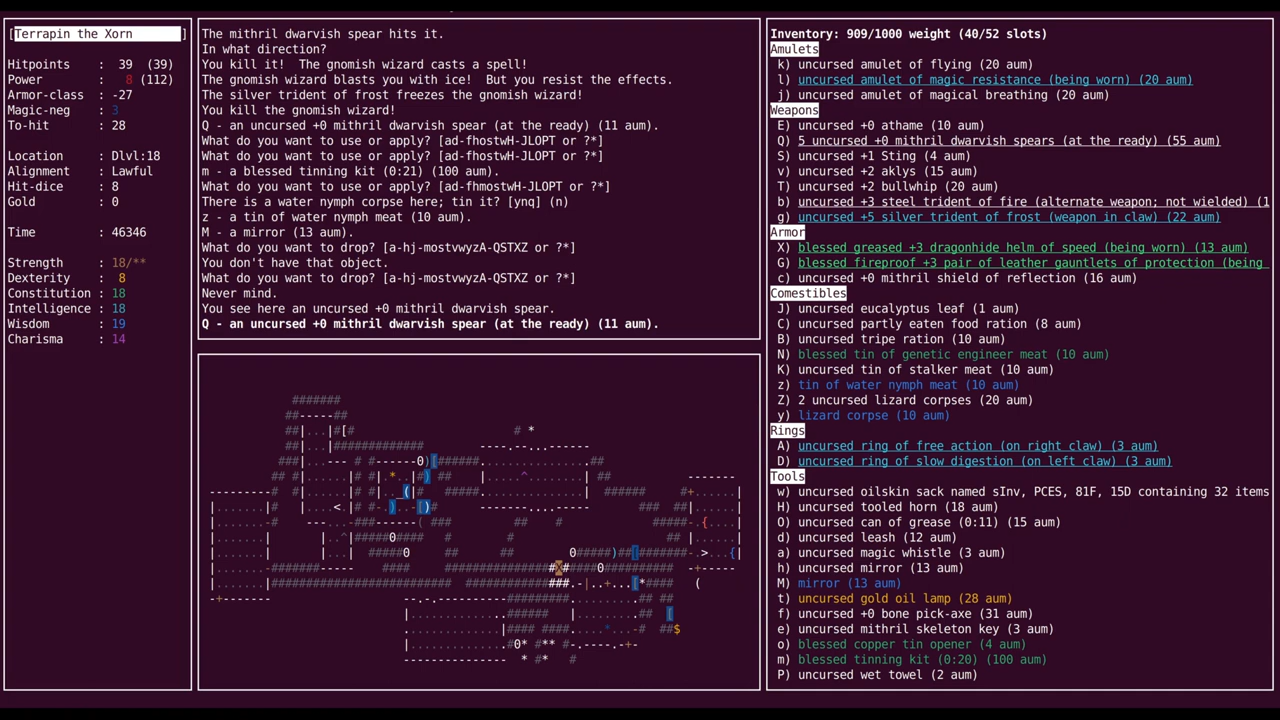 [Terrapin the Xorn ]
Hitpoints : 39 (39)
Power : 8 (112)
Armor-class : -27
Magic-neg : 3
To-hit : 28
Location : Dlvl:18
Alignment : Lawful
Hit-dice : 8
Gold : 0
Time : 46346
Strength : 18/**
Dexterity : 8
Constitution : 18
Intelligence : 18
Wisdom : 19
Charisma : 14
The mithril dwarvish spear hits it.
In what direction?
You kill it! The gnomish wizard casts a spell!
The gnomish wizard blasts you with ice! But you resist the effects.
The silver trident of frost freezes the gnomish wizard!
You kill the gnomish wizard!
Q - an uncursed +0 mithril dwarvish spear (at the ready) (11 aum).
What do you want to use or apply? [ad-fhostwH-JLOPT or ?*]
What do you want to use or apply? [ad-fhostwH-JLOPT or ?*]
m - a blessed tinning kit (0:21) (100 aum).
What do you want to use or apply? [ad-fhmostwH-JLOPT or ?*]
There is a water nymph corpse here; tin it? [ynq] (n)
z - a tin of water nymph meat (10 aum).
M - a mirror (13 aum).
What do you want to drop? [a-hj-mostvwyzA-QSTXZ or ?*]
You don't have that object.
What do you want to drop? [a-hj-mostvwyzA-QSTXZ or ?*]
Never mind.
You see here an uncursed +0 mithril dwarvish spear.
Q - an uncursed +0 mithril dwarvish spear (at the ready) (11 aum).
Inventory: 909/1000 weight (40/52 slots)
Amulets
k) uncursed amulet of flying (20 aum)
l) uncursed amulet of magic resistance (being worn) (20 aum)
j) uncursed amulet of magical breathing (20 aum)
Weapons
E) uncursed +0 athame (10 aum)
Q) 5 uncursed +0 mithril dwarvish spears (at the ready) (55 aum)
S) uncursed +1 Sting (4 aum)
v) uncursed +2 aklys (15 aum)
T) uncursed +2 bullwhip (20 aum)
b) uncursed +3 steel trident of fire (alternate weapon; not wielded) (1
g) uncursed +5 silver trident of frost (weapon in claw) (22 aum)
Armor
X) blessed greased +3 dragonhide helm of speed (being worn) (13 aum)
G) blessed fireproof +3 pair of leather gauntlets of protection (being
c) uncursed +0 mithril shield of reflection (16 aum)
Comestibles
J) uncursed eucalyptus leaf (1 aum)
C) uncursed partly eaten food ration (8 aum)
B) uncursed tripe ration (10 aum)
N) blessed tin of genetic engineer meat (10 aum)
K) uncursed tin of stalker meat (10 aum)
z) tin of water nymph meat (10 aum)
Z) 2 uncursed lizard corpses (20 aum)
y) lizard corpse (10 aum)
Rings
A) uncursed ring of free action (on right claw) (3 aum)
D) uncursed ring of slow digestion (on left claw) (3 aum)
Tools
w) uncursed oilskin sack named sInv, PCES, 81F, 15D containing 32 items
H) uncursed tooled horn (18 aum)
O) uncursed can of grease (0:11) (15 aum)
d) uncursed leash (12 aum)
a) uncursed magic whistle (3 aum)
h) uncursed mirror (13 aum)
M) mirror (13 aum)
t) uncursed gold oil lamp (28 aum)
f) uncursed +0 bone pick-axe (31 aum)
e) uncursed mithril skeleton key (3 aum)
o) blessed copper tin opener (4 aum)
m) blessed tinning kit (0:20) (100 aum)
P) uncursed wet towel (2 aum)